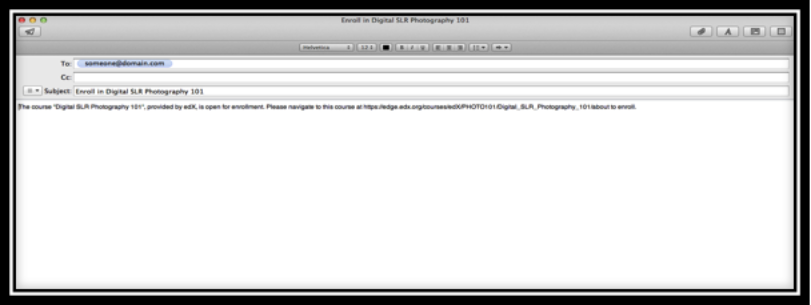 Enroll in Digital SLR Photography 101
Helvetica 12 B I U
To: someone@domain.com
Cc:
Subject: Enroll in Digital SLR Photography 101
The course "Digital SLR Photography 101", provided by edX, is open for enrollment. Please navigate to this course at https://edge.edx.org/courses/edX/PHOTO101/Digital_SLR_Photography_101/about to enroll.